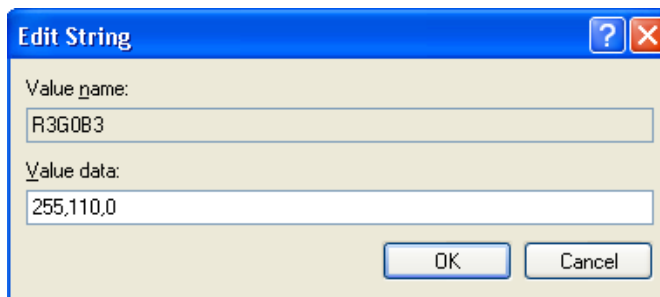 Edit String
Value name:
R3G0B3
Value data:
255,110,0
OK Cancel